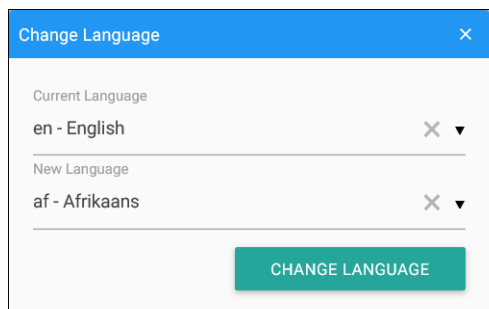 Change Language
Current Language
en - English
New Language
af - Afrikaans
CHANGE LANGUAGE